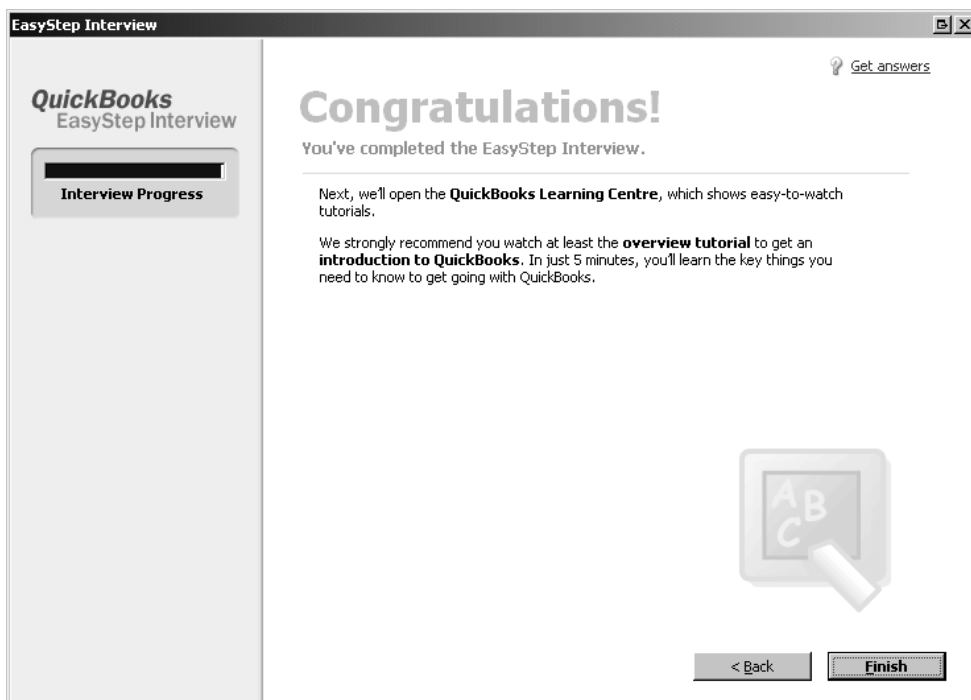 EasyStep Interview
Get answers
QuickBooks
EasyStep Interview
Interview Progress
Congratulations!
You've completed the EasyStep Interview.
Next, we'll open the QuickBooks Learning Centre, which shows easy-to-watch
tutorials.
We strongly recommend you watch at least the overview tutorial to get an
introduction to QuickBooks. In just 5 minutes, you'll learn the key things you
need to know to get going with QuickBooks.
A B
C
< Back
Finish